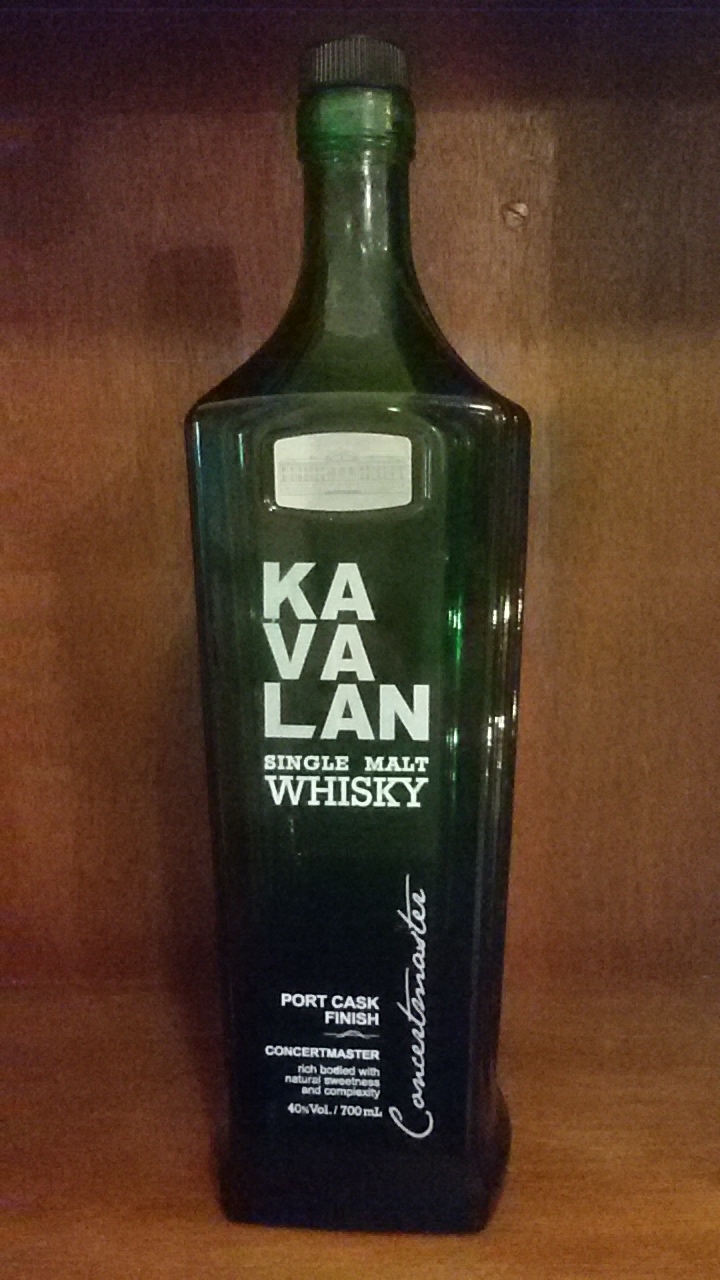 KA
VA
LAN
SINGLE MALT
WHISKY
Concertmaster
PORT CASK
FINISH
CONCERTMASTER
rich bodied with
natural sweetness
and complexity
40%Vol. / 700mL